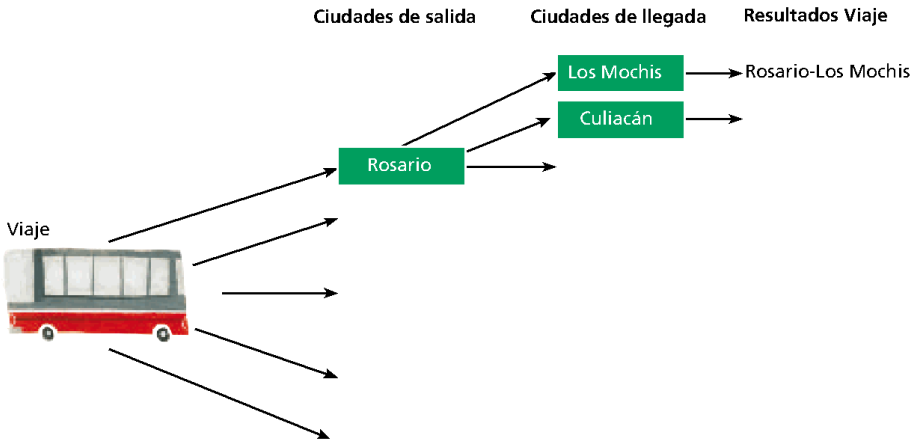 Ciudades de salida Ciudades de llegada Resultados Viaje
Los Mochis Rosario-Los Mochis
Culiacán
Rosario
Viaje